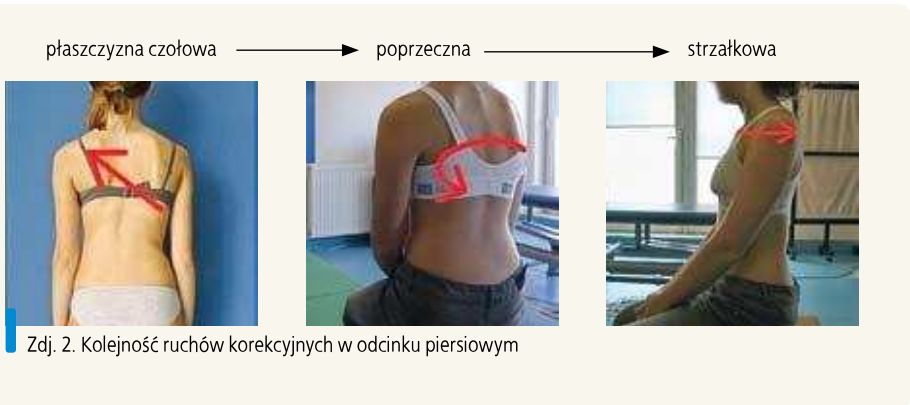 płaszczyzna czołowa poprzeczna strzałkowa
Zdj. 2. Kolejność ruchów korekcyjnych w odcinku piersiowym